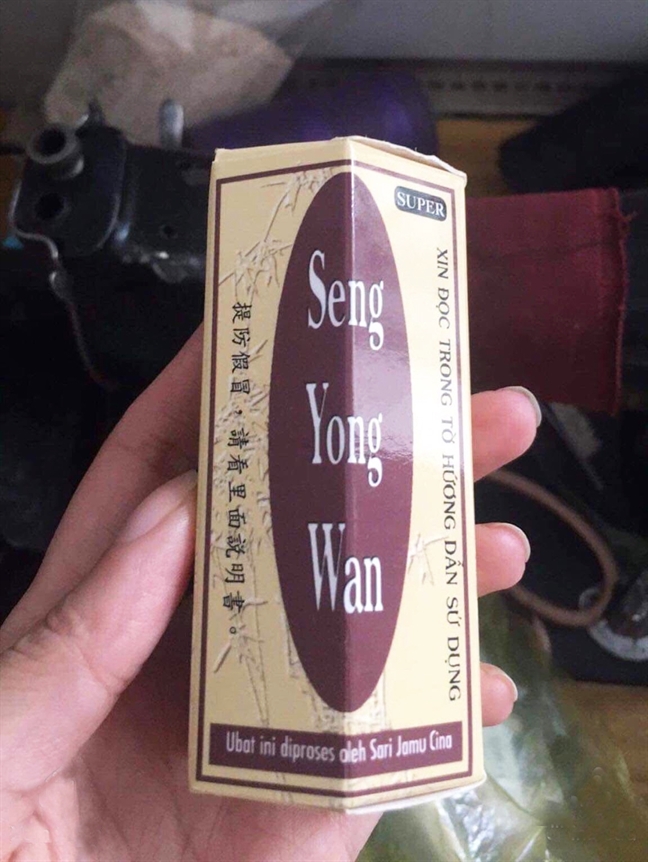 SUPER
Seng
Yong
Wan
提防假冒，請看里面說明書。
XIN ĐỌC TRONG TỜ HƯỚNG DẪN SỬ DỤNG
Ubat ini diproses oleh Sari Jamu Cina